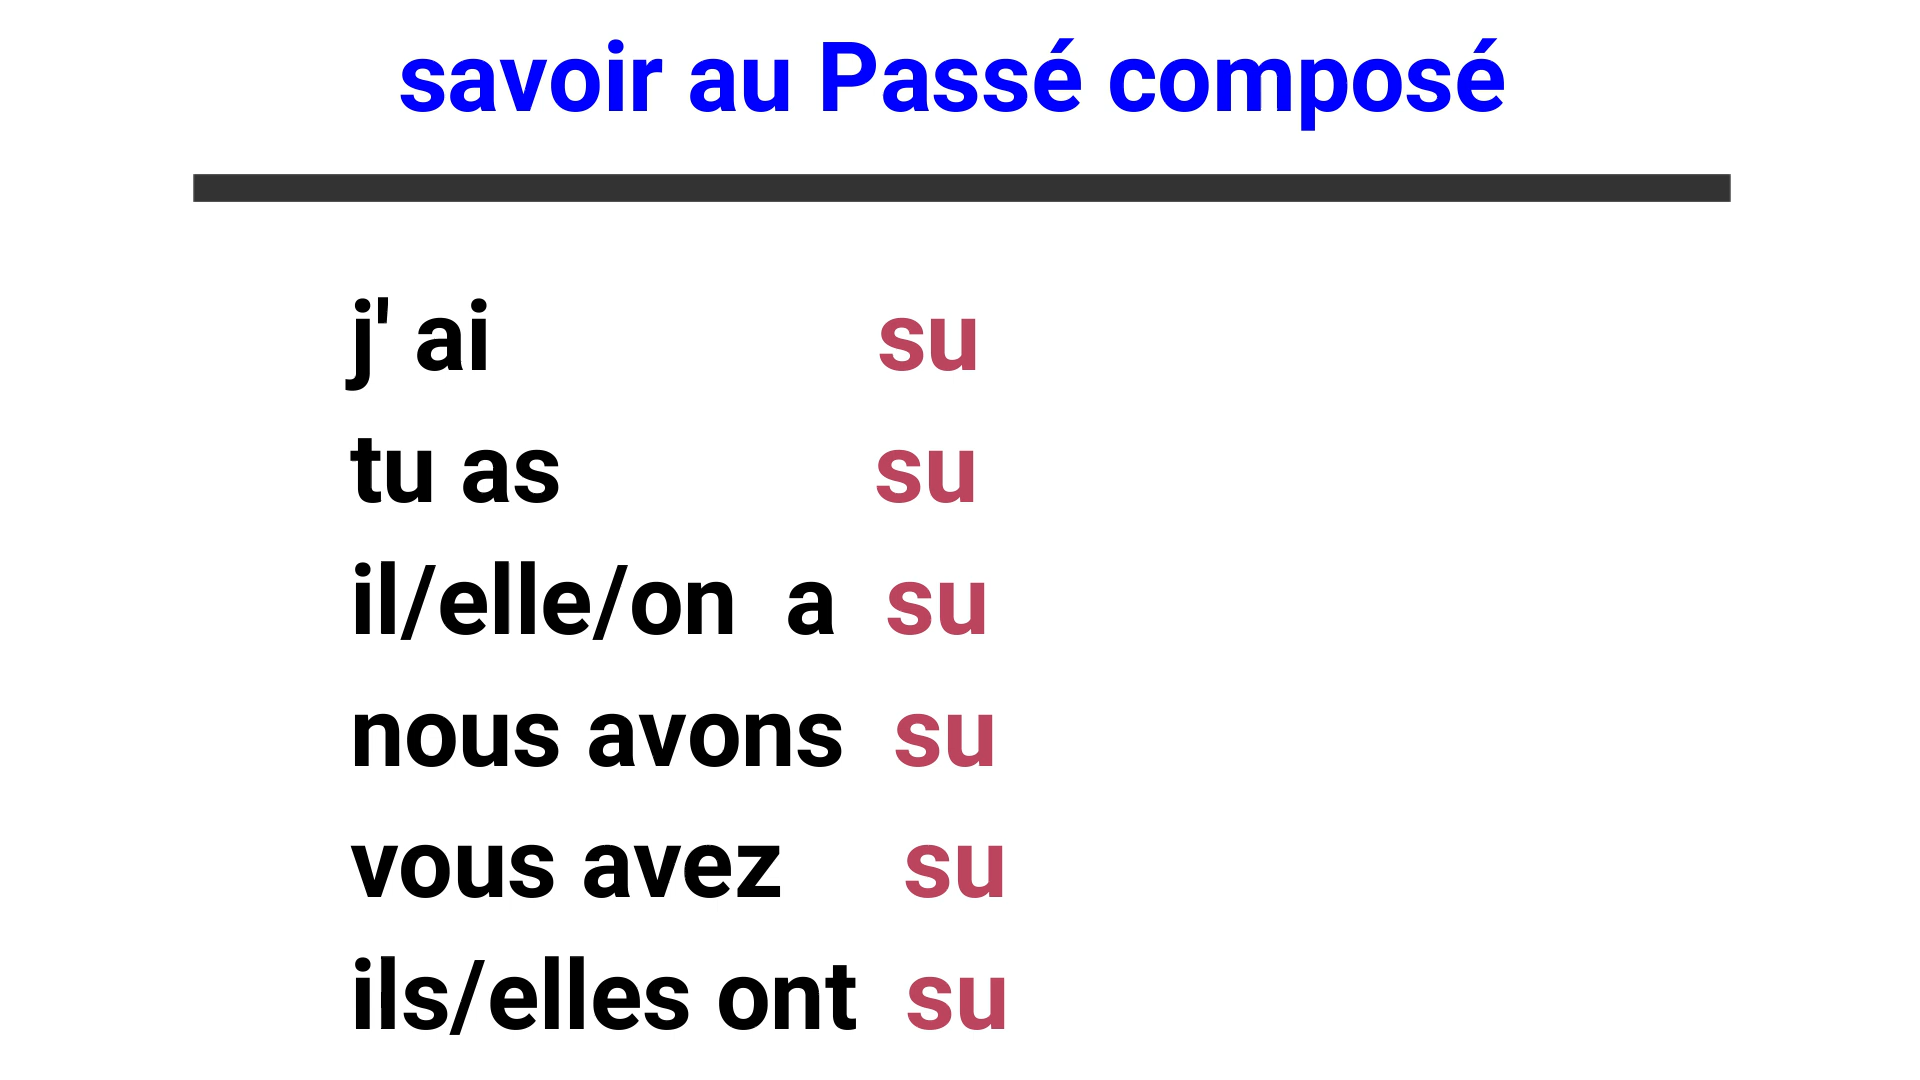 savoir au Passé composé
j' ai su
tu as su
il/elle/on a su
nous avons su
vous avez su
ils/elles ont su